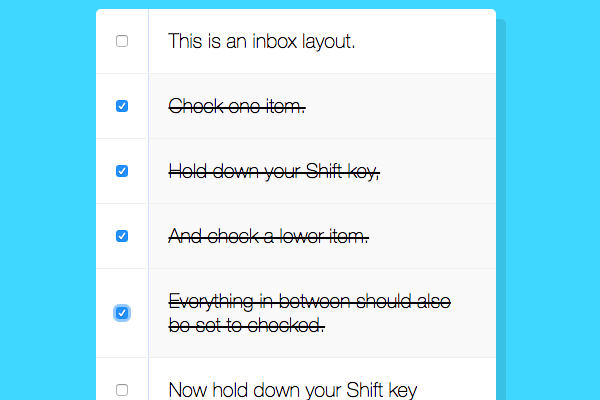 This is an inbox layout.
Check one item.
Hold down your Shift key,
And check a lower item.
Everything in between should also
be set to checked.
Now hold down your Shift key